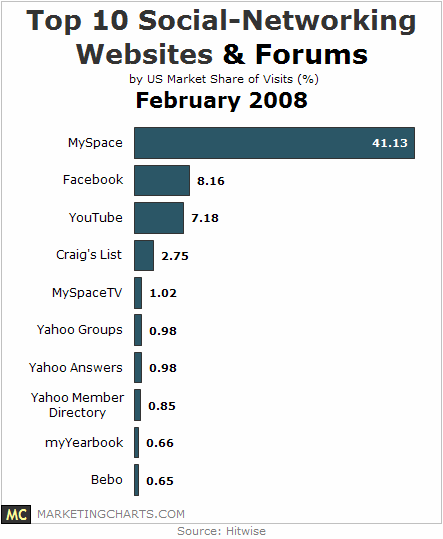 Top 10 Social-Networking
Websites & Forums
by US Market Share of Visits (%)
February 2008
MySpace 41.13
Facebook 8.16
YouTube 7.18
Craig's List 2.75
MySpaceTV 1.02
Yahoo Groups 0.98
Yahoo Answers 0.98
Yahoo Member
Directory 0.85
myYearbook 0.66
Bebo 0.65
MC MARKETINGCHARTS.COM
Source: Hitwise